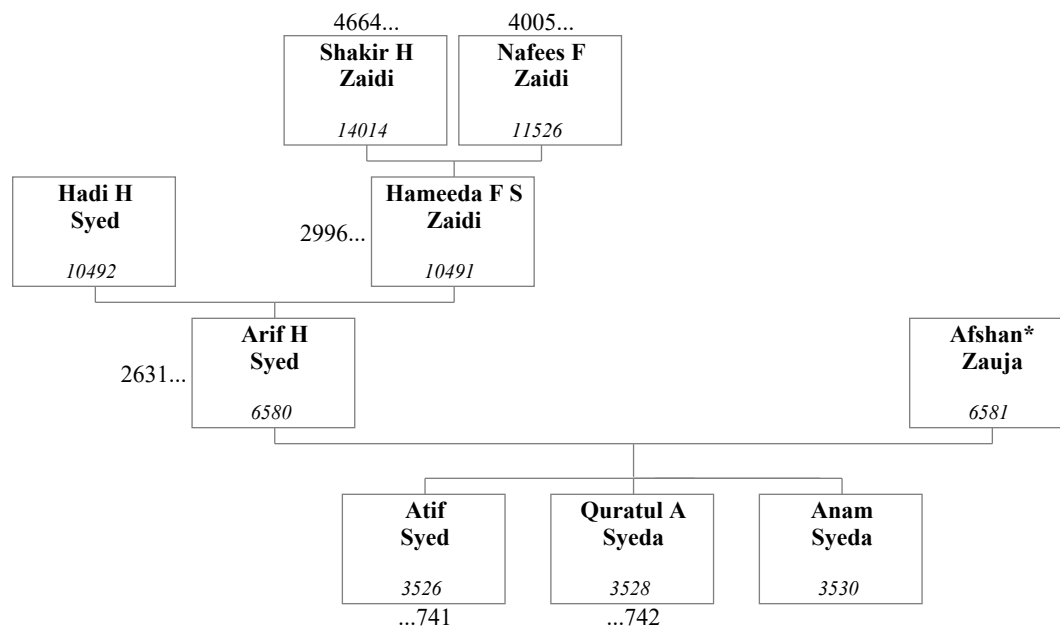 4664...
4005...
Shakir H
Zaidi
14014
Nafees F
Zaidi
11526
Hadi H
Syed
10492
2996...
Hameeda F S
Zaidi
10491
2631...
Arif H
Syed
6580
Afshan*
Zauja
6581
Atif
Syed
3526
...741
Quratul A
Syeda
3528
...742
Anam
Syeda
3530